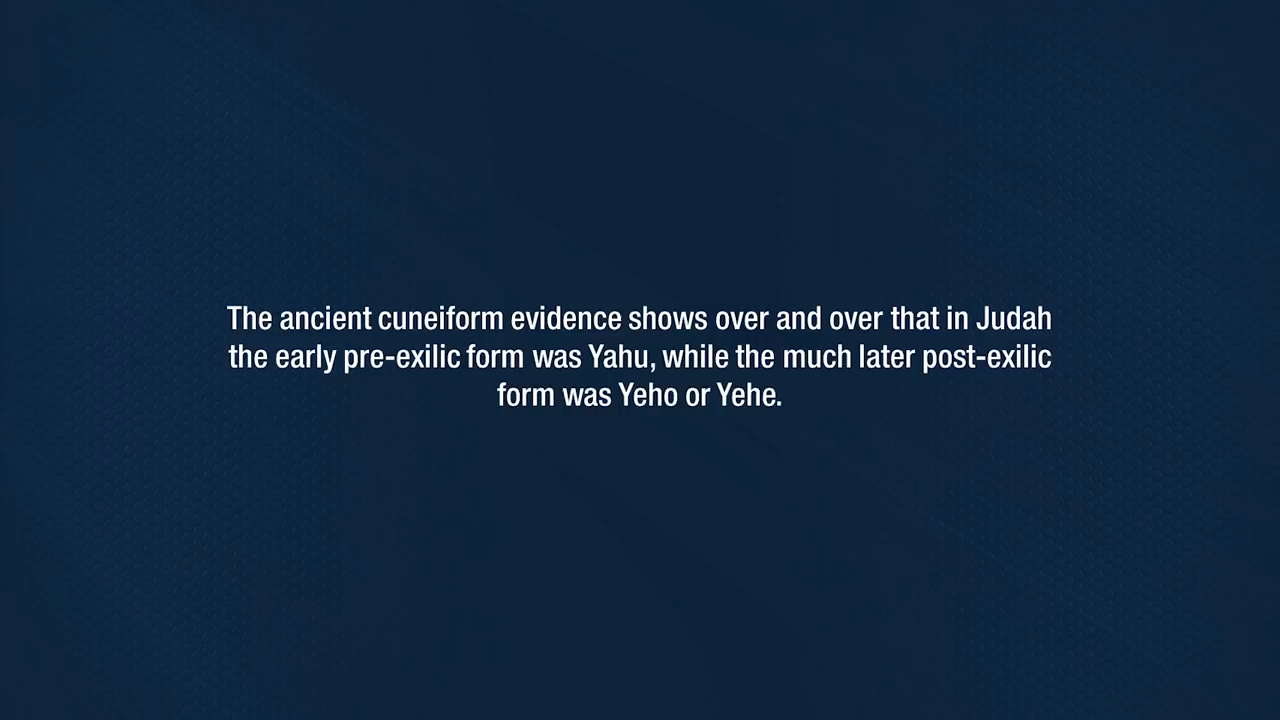 The ancient cuneiform evidence shows over and over that in Judah
the early pre-exilic form was Yahu, while the much later post-exilic
form was Yeho or Yehe.